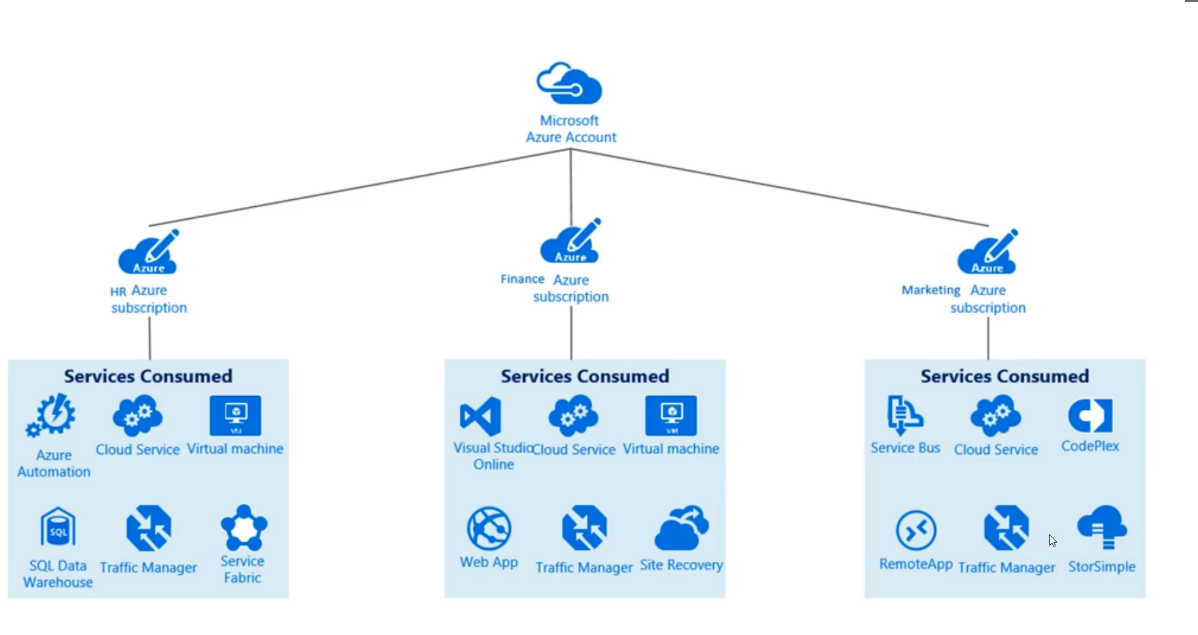 Microsoft
Azure Account
Azure
HR Azure
subscription
Azure
Finance Azure
subscription
Azure
Marketing Azure
subscription
Services Consumed
Azure
Automation
Cloud Service
Virtual machine
SQL
SQL Data
Warehouse
Traffic Manager
Service
Fabric
Services Consumed
Visual Studio
Online
Cloud Service
VM
Virtual machine
Web App
Traffic Manager
Site Recovery
Services Consumed
Service Bus
Cloud Service
CodePlex
RemoteApp
Traffic Manager
StorSimple